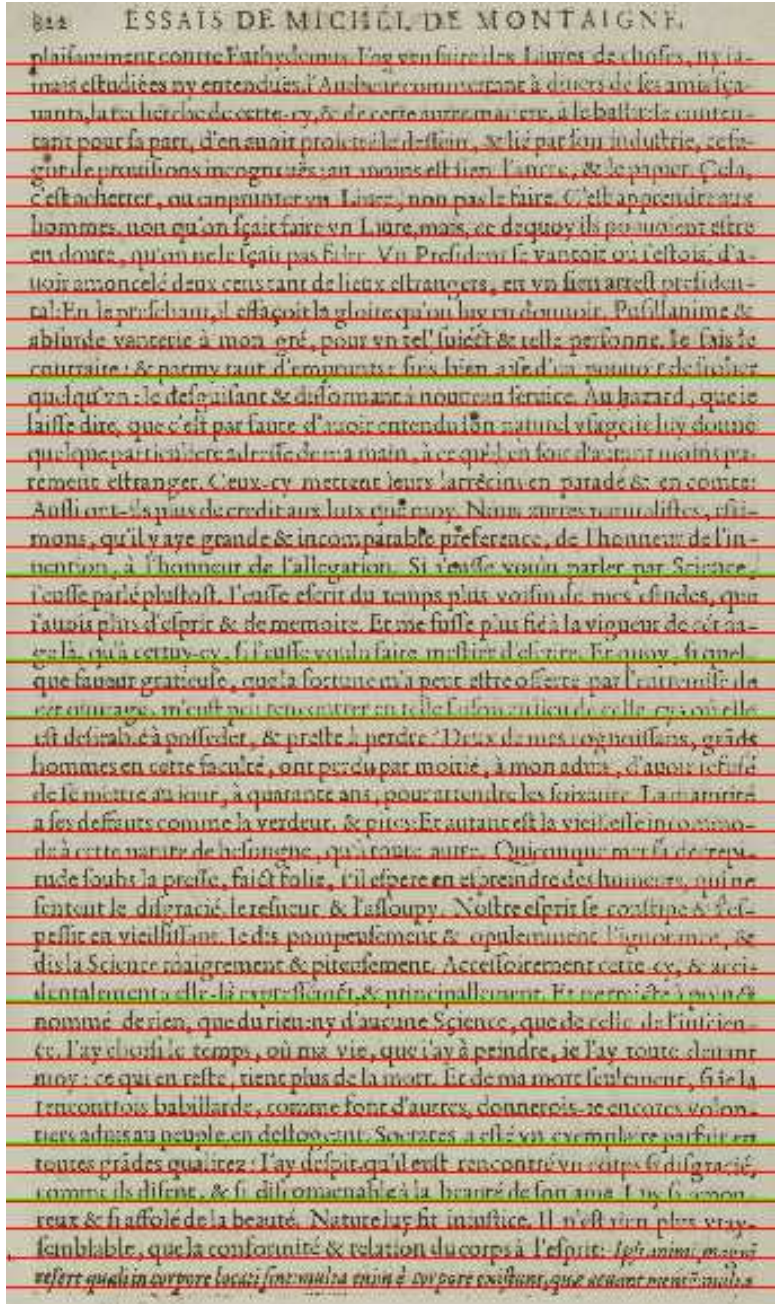 822 ESSAIS DE MICHEL DE MONTAIGNE.
plaisamment contre Euthydemus. I'ay veu faire des Liures de choses, ny ia-
mais estudiées ny entenduës: l'Autheur commettant à diuers de ses amis sça-
uants, la recherche de cette-cy, & de cette autre matiere, à le bastir: se conten-
tant pour sa part, d'en auoir proietté le dessein, & lié par son industrie, ce fa-
got de prouisions incogneuës: au moins est sien l'ancre, & le papier. Cela,
c'est achetter, ou emprunter vn Liure, non pas le faire. C'est apprendre aux
hommes, non qu'on sçait faire vn Liure, mais, ce dequoy ils pouuoient estre
en doute, qu'on ne le sçait pas faire. Vn President se vantoit où i'estois, d'a-
uoir amoncelé deux cens tant de lieux estrangers, en vn sien arrest presiden-
tal: En le preschant, il effaçoit la gloire qu'on luy en donnoit. Pusillanime &
absurde vanterie à mon gré, pour vn tel suiect & telle personne. Ie fais le
contraire: & parmy tant d'emprunts, suis bien aise d'en pouuoir desrober
quelqu'vn: le desguisant & difformant à nouueau seruice. Au hazard, que ie
laisse dire, que c'est par faute d'auoir entendu son naturel vsage ie luy donne
quelque particuliere adresse de ma main, à ce qu'il en soit d'autant moins pu-
rement estranger. Ceux-cy mettent leurs larrecins en parade & en comte:
Aussi ont-ils plus de credit aux loix que moy. Nous autres naturalistes, esti-
mons, qu'il y aye grande & incomparable preference, de l'honneur de l'in-
uention, à l'honneur de l'allegation. Si i'eusse voulu parler par Science,
i'eusse parlé plustost. I'eusse escrit du temps plus voisin de mes estudes, que
i'auois plus d'esprit & de memoire. Et me fusse plus fié à la vigueur de cét aa-
ge là, qu'à cettuy-cy, si i'eusse voulu faire mestier d'escrire. Et quoy, si quel-
que faueur gratieuse, que la fortune m'a peut estre offerte par l'entremise de
cet ouurage, m'eust peu rencontrer en telle saison, au lieu de celle-cy; où elle
est desirable à posseder, & preste à perdre? Deux de mes cognoissans, grāds
hommes en cette faculté, ont perdu par moitié, à mon aduis, d'auoir refusé
de se mettre au iour, à quarante ans, pour attendre les soixante. La maturité
a ses deffauts comme la verdeur, & pires: Et autant est la vieillesse incommo-
de à cette nature de besongne, qu'à toute autre. Quiconque met sa decrepi-
tude soubs la presse, faict folie, s'il espere en espreindre des humeurs, qui ne
sentent le disgracié, le resueur & l'assoupy. Nostre esprit se constipe & s'es-
pessit en vieillissant. Ie dis pompeusement & opulemment l'ignorance, &
dis la Science maigrement & piteusement. Accessoirement cette-cy, & acci-
dentalement: celle-là expressémēt, & principallement. Et
nommé de rien, que du rien: ny d'aucune Science, que de celle de l'inscien-
ce. I'ay choisi le temps, où ma vie, que i'ay à peindre, ie l'ay toute deuant
moy: ce qui en reste, tient plus de la mort. Et de ma mort seulement, si ie la
rencontrois babillarde, comme font d'autres, donnerois-ie encores volon-
tiers aduis au peuple, en deslogeant. Socrates a esté vn exemplaire parfait en
toutes grādes qualitez: I'ay despit, qu'il eust rencontré vn corps si disgracié,
comme ils disent, & si disconuenable à la beauté de son ame. Luy si amou-
reux & si affolé de la beauté. Nature luy fit iniustice. Il n'est rien plus vray-
semblable, que la conformité & relation du corps à l'esprit. Ipsi animi, magni
refert quali in corpore locati sint: multa enim è corpore existunt, quæ acuant mentē: multa